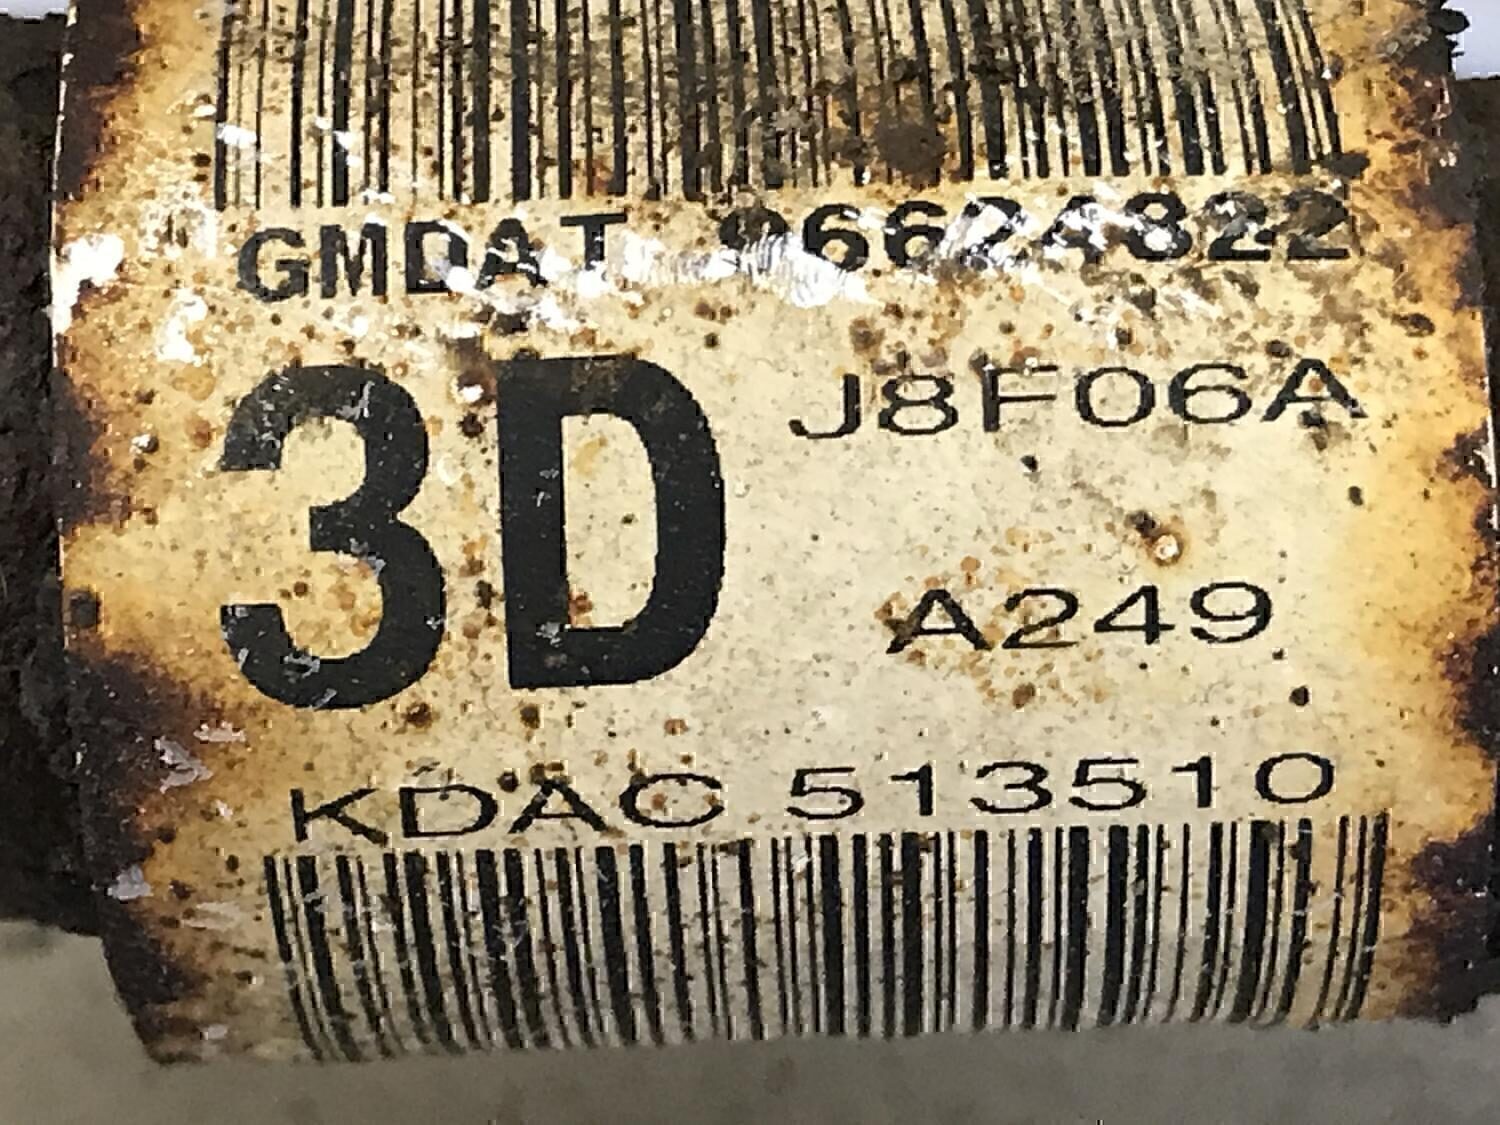 GMDAT 96624822
3D J8F06A
A249
KDAC 513510